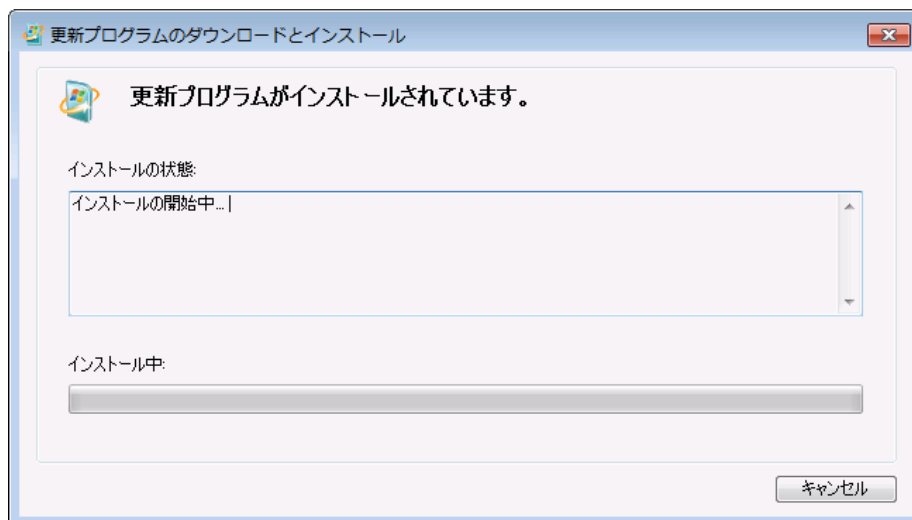 更新プログラムのダウンロードとインストール
更新プログラムがインストールされています。
インストールの状態:
インストールの開始中...
インストール中:
キャンセル